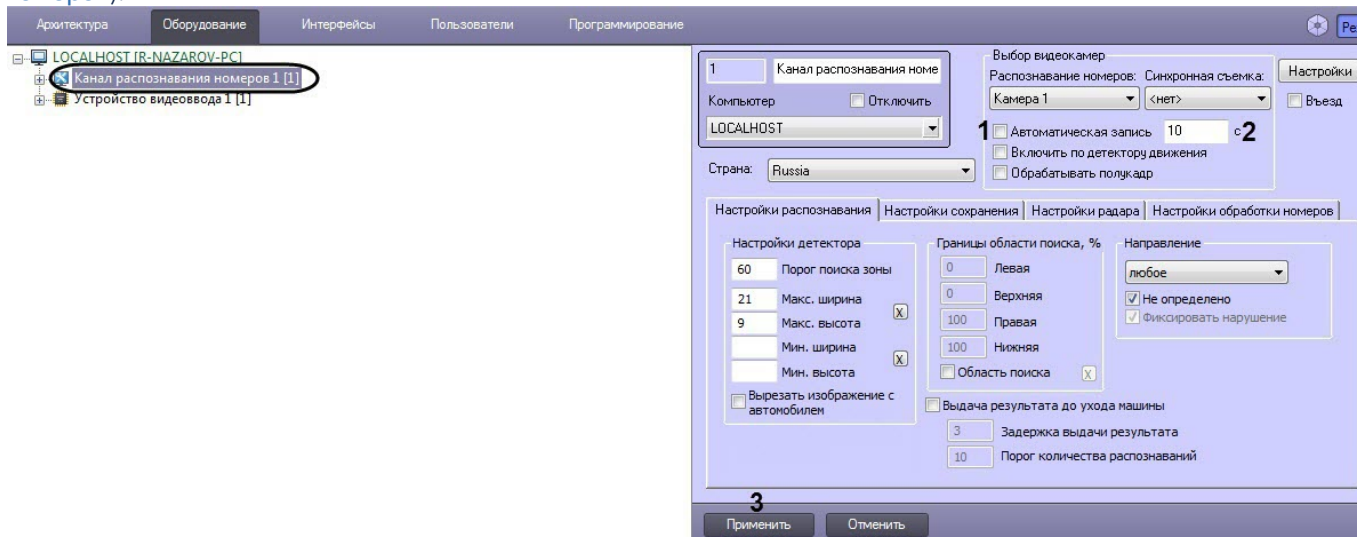 Архитектура Оборудование Интерфейсы Пользователи Программирование
LOCALHOST [R-NAZAROV-PC]
Канал распознавания номеров 1 [1]
Устройство видеоввода 1 [1]
1 Канал распознавания номе
Компьютер Отключить
LOCALHOST
Страна: Russia
Выбор видеокамер
Распознавание номеров: Синхронная съемка:
Камера 1 <нет>
1 Автоматическая запись 10 с 2
Включить по детектору движения
Обрабатывать полукадр
Настройки
Въезд
Настройки распознавания Настройки сохранения Настройки радара Настройки обработки номеров
Настройки детектора
60 Порог поиска зоны
21 Макс. ширина
X
9 Макс. высота
Мин. ширина
X
Мин. высота
Вырезать изображение с
автомобилем
Границы области поиска, %
0 Левая
0 Верхняя
100 Правая
100 Нижняя
Область поиска X
Направление
любое
Не определено
Фиксировать нарушение
Выдача результата до ухода машины
3 Задержка выдачи результата
10 Порог количества распознаваний
3
Применить Отменить